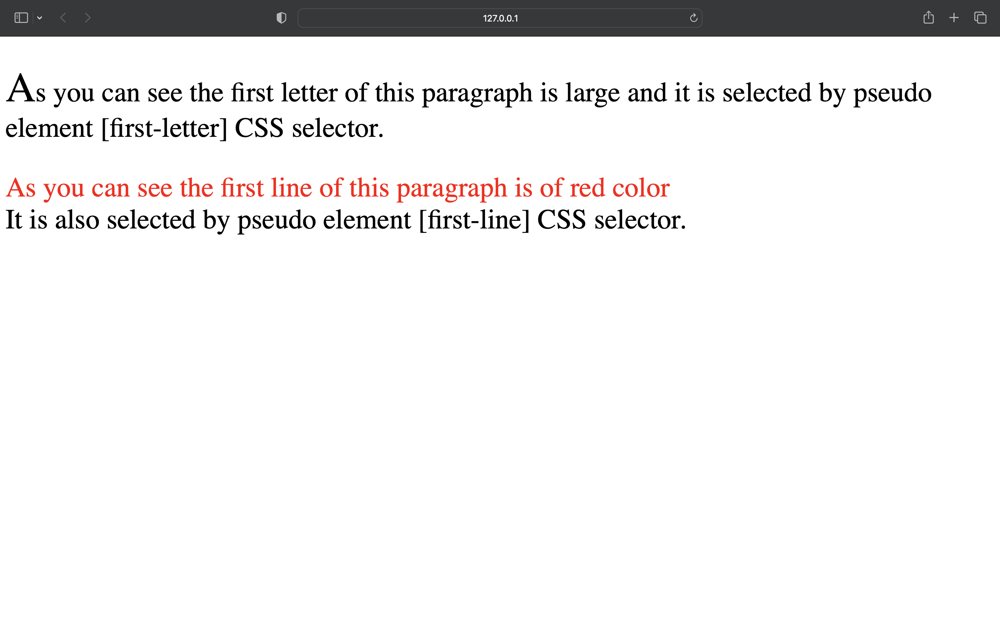 127.0.0.1
As you can see the first letter of this paragraph is large and it is selected by pseudo
element [first-letter] CSS selector.
As you can see the first line of this paragraph is of red color
It is also selected by pseudo element [first-line] CSS selector.